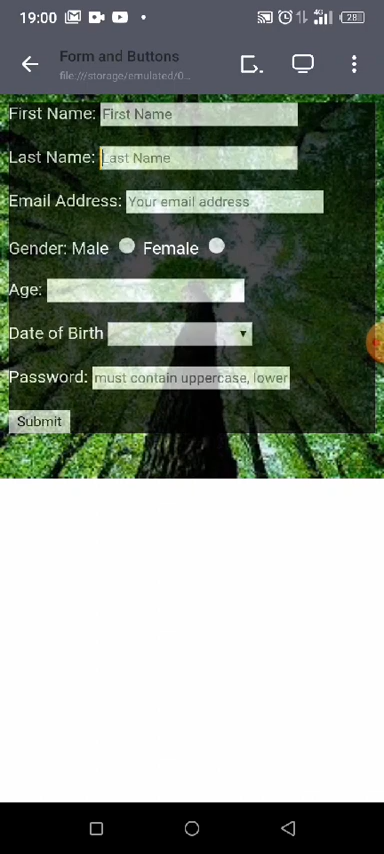 19:00 4G 28
Form and Buttons
file:///storage/emulated/0...
First Name: First Name
Last Name: Last Name
Email Address: Your email address
Gender: Male Female
Age:
Date of Birth
Password: must contain uppercase, lower
Submit